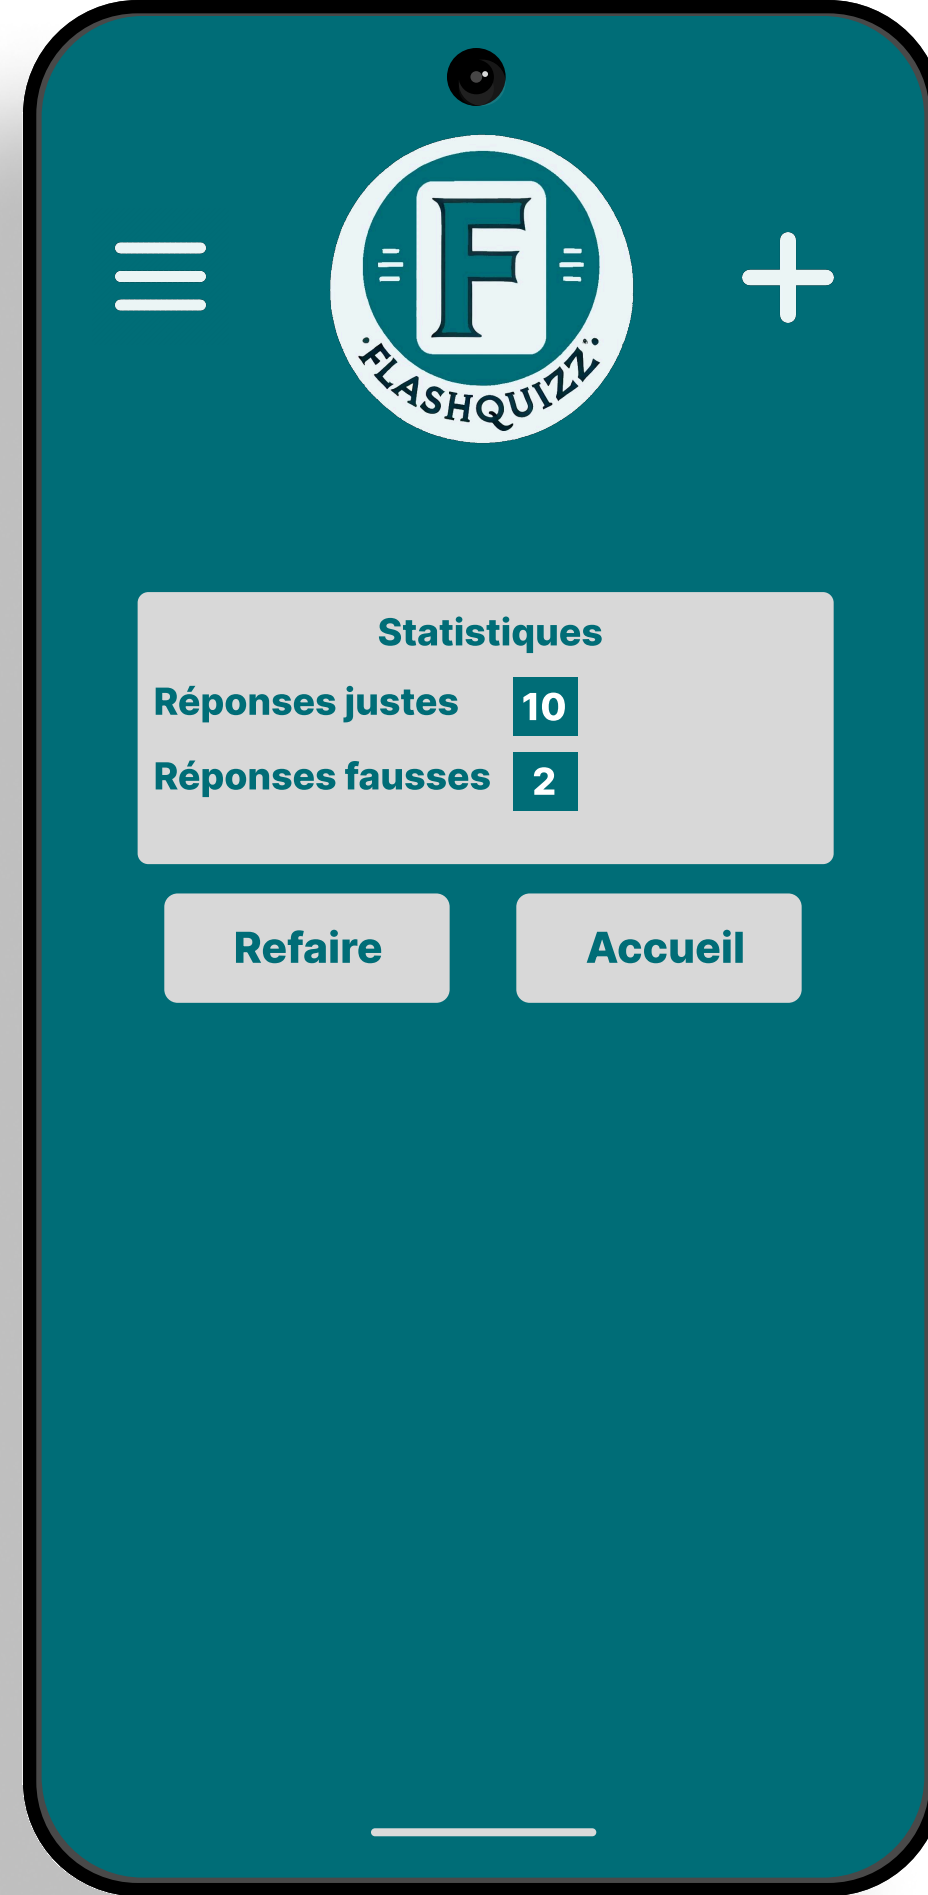 F
FLASHQUIZZ
Statistiques
Réponses justes 10
Réponses fausses 2
Refaire Accueil